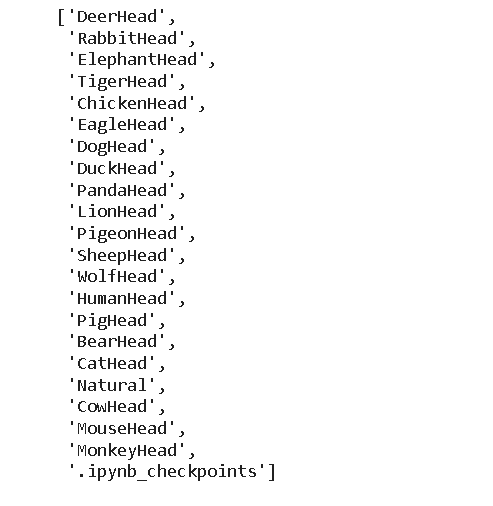 ['DeerHead',
'RabbitHead',
'ElephantHead',
'TigerHead',
'ChickenHead',
'EagleHead',
'DogHead',
'DuckHead',
'PandaHead',
'LionHead',
'PigeonHead',
'SheepHead',
'WolfHead',
'HumanHead',
'PigHead',
'BearHead',
'CatHead',
'Natural',
'CowHead',
'MouseHead',
'MonkeyHead',
'.ipynb_checkpoints']